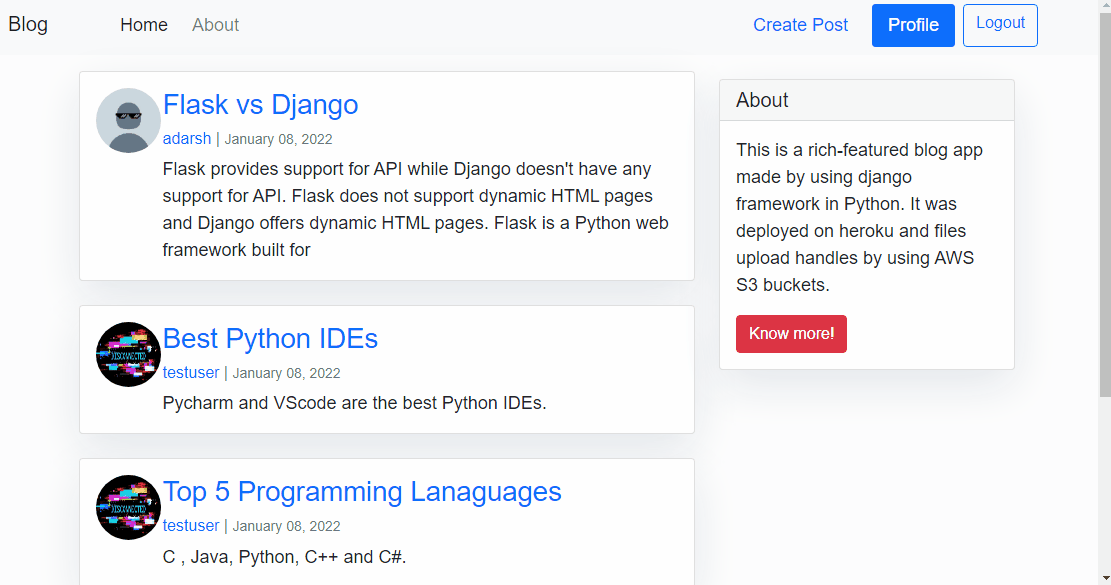 Blog Home About Create Post Profile Logout
Flask vs Django
adarsh | January 08, 2022
Flask provides support for API while Django doesn't have any
support for API. Flask does not support dynamic HTML pages
and Django offers dynamic HTML pages. Flask is a Python web
framework built for
Best Python IDEs
testuser | January 08, 2022
Pycharm and VScode are the best Python IDEs.
Top 5 Programming Lanaguages
testuser | January 08, 2022
C , Java, Python, C++ and C#.
About
This is a rich-featured blog app
made by using django
framework in Python. It was
deployed on heroku and files
upload handles by using AWS
S3 buckets.
Know more!